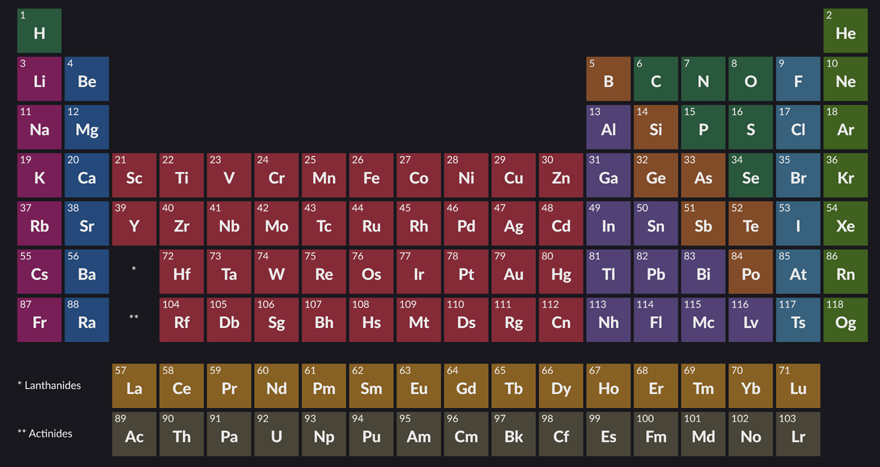 1 2
H He
3 4 5 6 7 8 9 10
Li Be B C N O F Ne
11 12 13 14 15 16 17 18
Na Mg Al Si P S Cl Ar
19 20 21 22 23 24 25 26 27 28 29 30 31 32 33 34 35 36
K Ca Sc Ti V Cr Mn Fe Co Ni Cu Zn Ga Ge As Se Br Kr
37 38 39 40 41 42 43 44 45 46 47 48 49 50 51 52 53 54
Rb Sr Y Zr Nb Mo Tc Ru Rh Pd Ag Cd In Sn Sb Te I Xe
55 56 72 73 74 75 76 77 78 79 80 81 82 83 84 85 86
Cs Ba * Hf Ta W Re Os Ir Pt Au Hg Tl Pb Bi Po At Rn
87 88 104 105 106 107 108 109 110 111 112 113 114 115 116 117 118
Fr Ra ** Rf Db Sg Bh Hs Mt Ds Rg Cn Nh Fl Mc Lv Ts Og
57 58 59 60 61 62 63 64 65 66 67 68 69 70 71
* Lanthanides La Ce Pr Nd Pm Sm Eu Gd Tb Dy Ho Er Tm Yb Lu
89 90 91 92 93 94 95 96 97 98 99 100 101 102 103
** Actinides Ac Th Pa U Np Pu Am Cm Bk Cf Es Fm Md No Lr